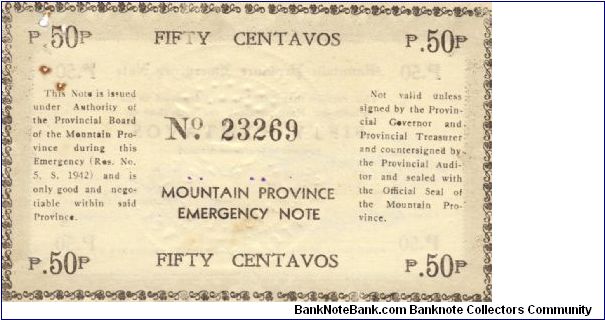 ₱.50₱ FIFTY CENTAVOS ₱.50₱
This Note is issued
under Authority of
the Provincial Board
of the Mountain Pro-
vince during this
Emergency (Res. No.
5, S. 1942) and is
only good and nego-
tiable within said
Province.
No. 23269
MOUNTAIN PROVINCE
EMERGENCY NOTE
Not valid unless
signed by the Provin-
cial Governor and
Provincial Treasurer
and countersigned by
the Provincial Audi-
tor and sealed with
the Official Seal of
the Mountain Pro-
vince.
₱.50₱ FIFTY CENTAVOS ₱.50₱
BankNoteBank.com Banknote Collectors Community